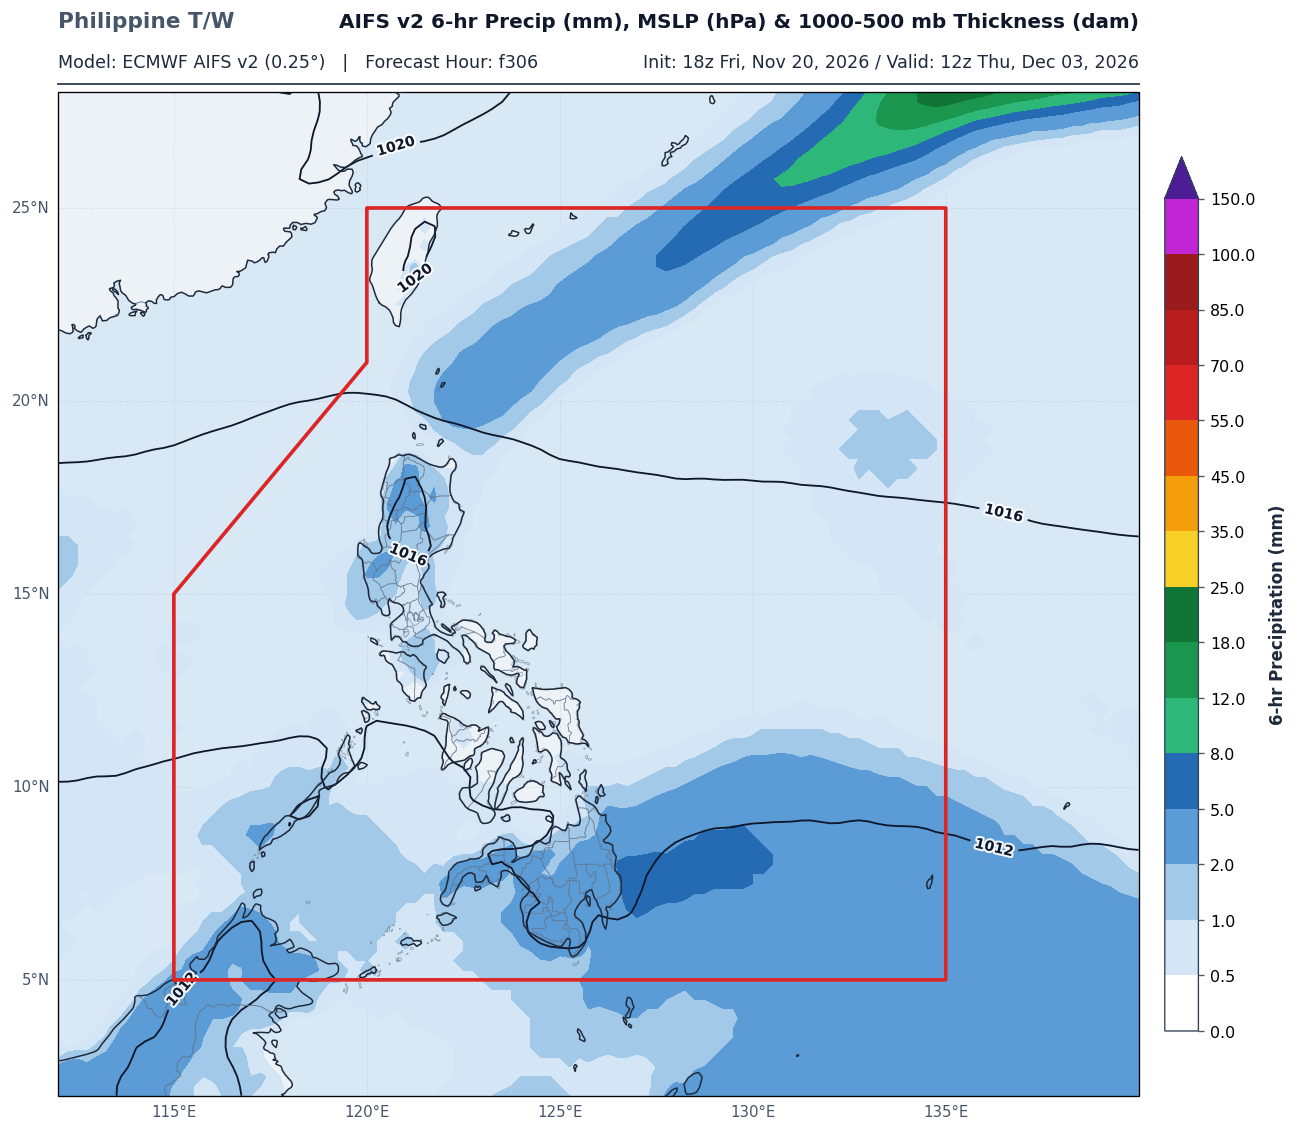 Philippine T/W
AIFS v2 6-hr Precip (mm), MSLP (hPa) & 1000-500 mb Thickness (dam)
Model: ECMWF AIFS v2 (0.25°) | Forecast Hour: f306
Init: 18z Fri, Nov 20, 2026 / Valid: 12z Thu, Dec 03, 2026
1020
1020
1016
1016
1012
1012
25°N
20°N
15°N
10°N
5°N
115°E
120°E
125°E
130°E
135°E
150.0
100.0
85.0
70.0
55.0
45.0
35.0
25.0
18.0
12.0
8.0
5.0
2.0
1.0
0.5
0.0
6-hr Precipitation (mm)